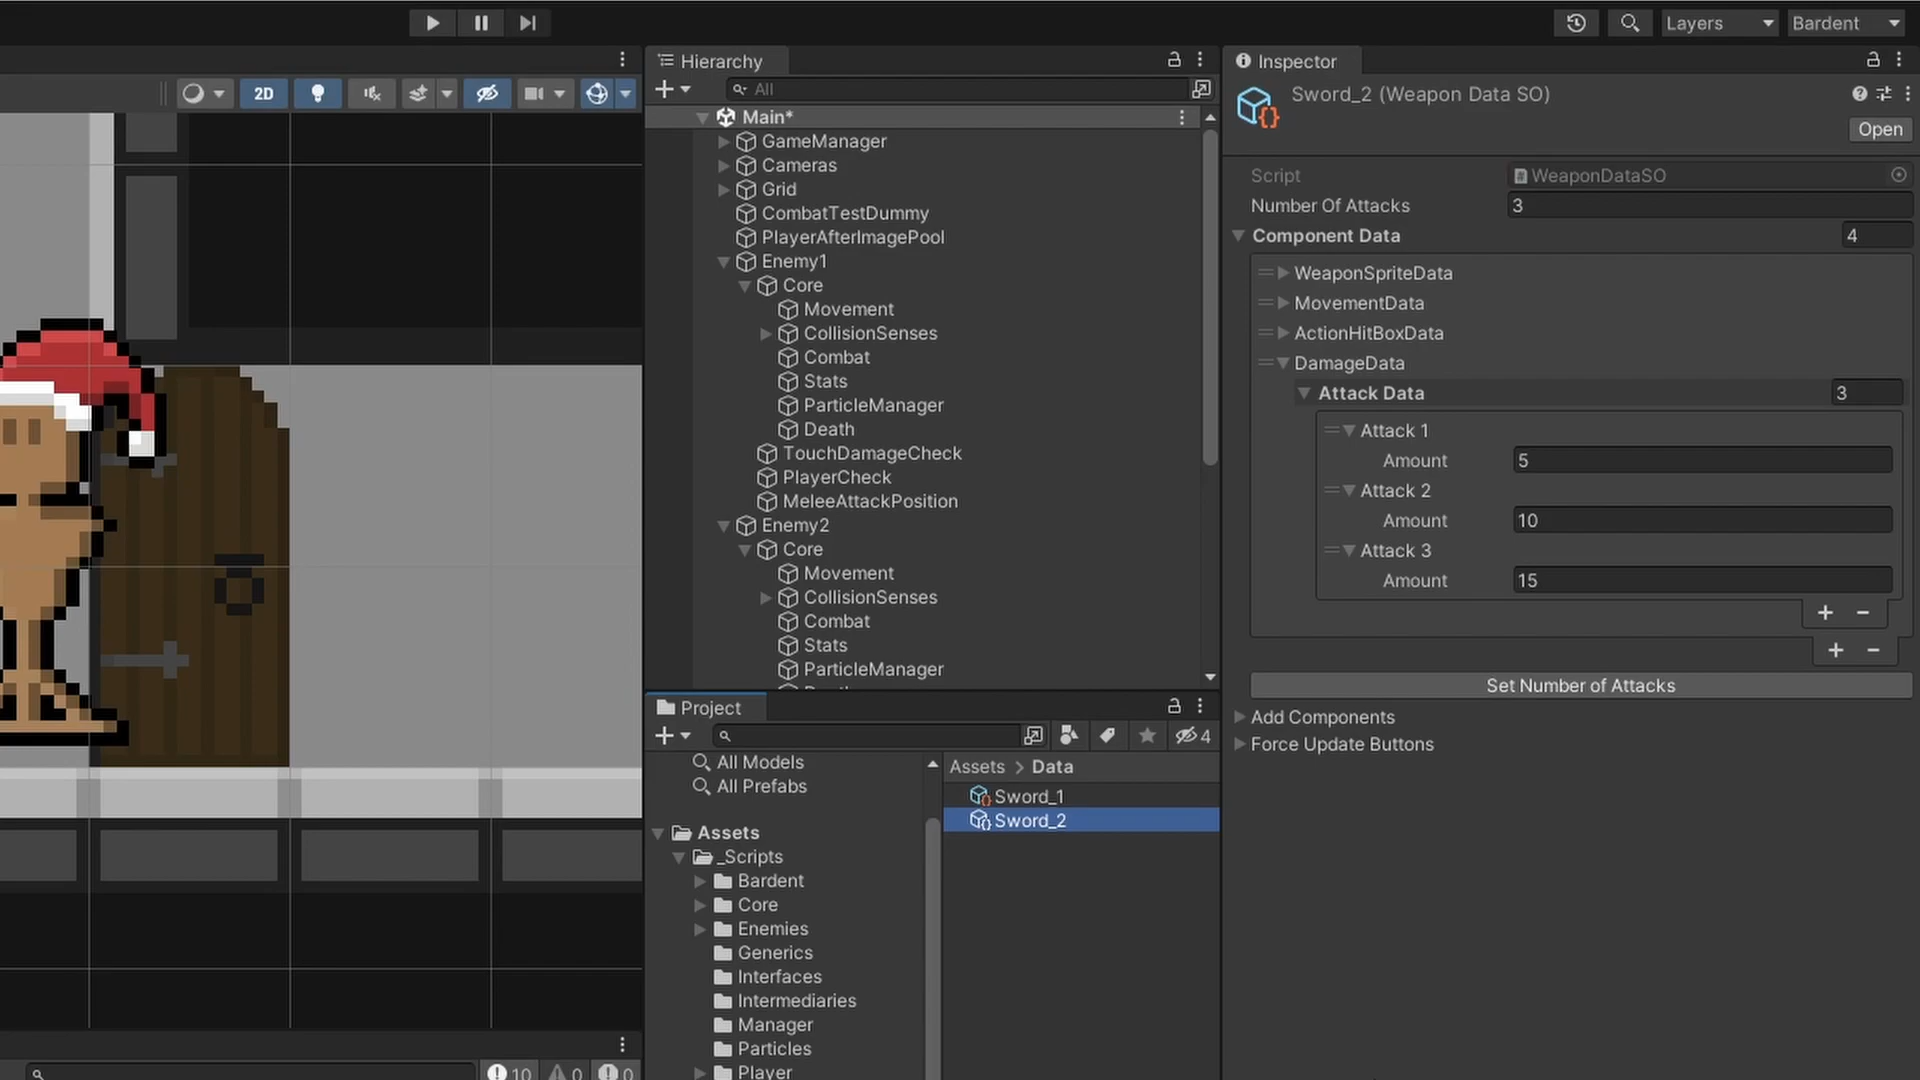 Layers
Bardent
2D
Hierarchy
All
Main*
GameManager
Cameras
Grid
CombatTestDummy
PlayerAfterImagePool
Enemy1
Core
Movement
CollisionSenses
Combat
Stats
ParticleManager
Death
TouchDamageCheck
PlayerCheck
MeleeAttackPosition
Enemy2
Core
Movement
CollisionSenses
Combat
Stats
ParticleManager
Project
4
All Models
All Prefabs
Assets
_Scripts
Bardent
Core
Enemies
Generics
Interfaces
Intermediaries
Manager
Particles
Player
Assets > Data
Sword_1
Sword_2
10 0 0
Inspector
Sword_2 (Weapon Data SO)
Open
Script WeaponDataSO
Number Of Attacks 3
Component Data 4
WeaponSpriteData
MovementData
ActionHitBoxData
DamageData
Attack Data 3
Attack 1
Amount 5
Attack 2
Amount 10
Attack 3
Amount 15
Set Number of Attacks
Add Components
Force Update Buttons